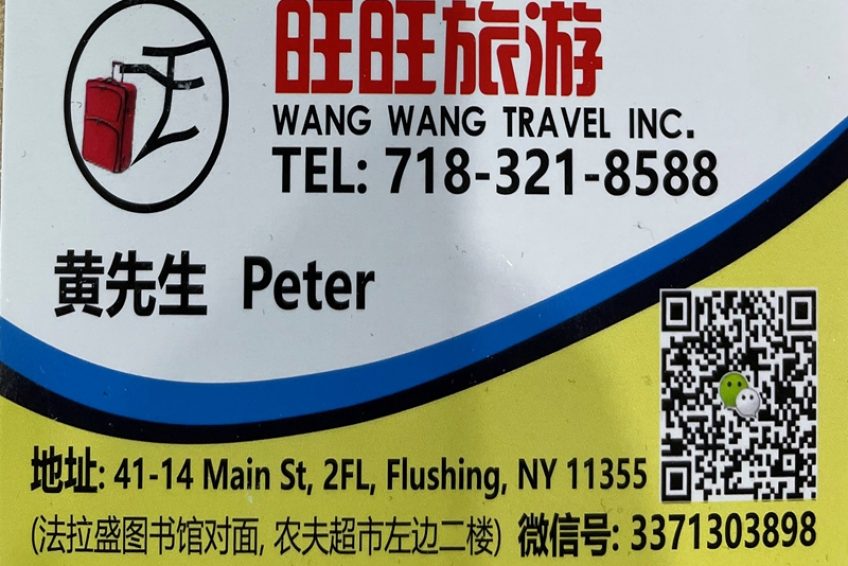 旺旺旅游
WANG WANG TRAVEL INC.
TEL: 718-321-8588
黄先生 Peter
地址: 41-14 Main St, 2FL, Flushing, NY 11355
(法拉盛图书馆对面, 农夫超市左边二楼) 微信号: 3371303898